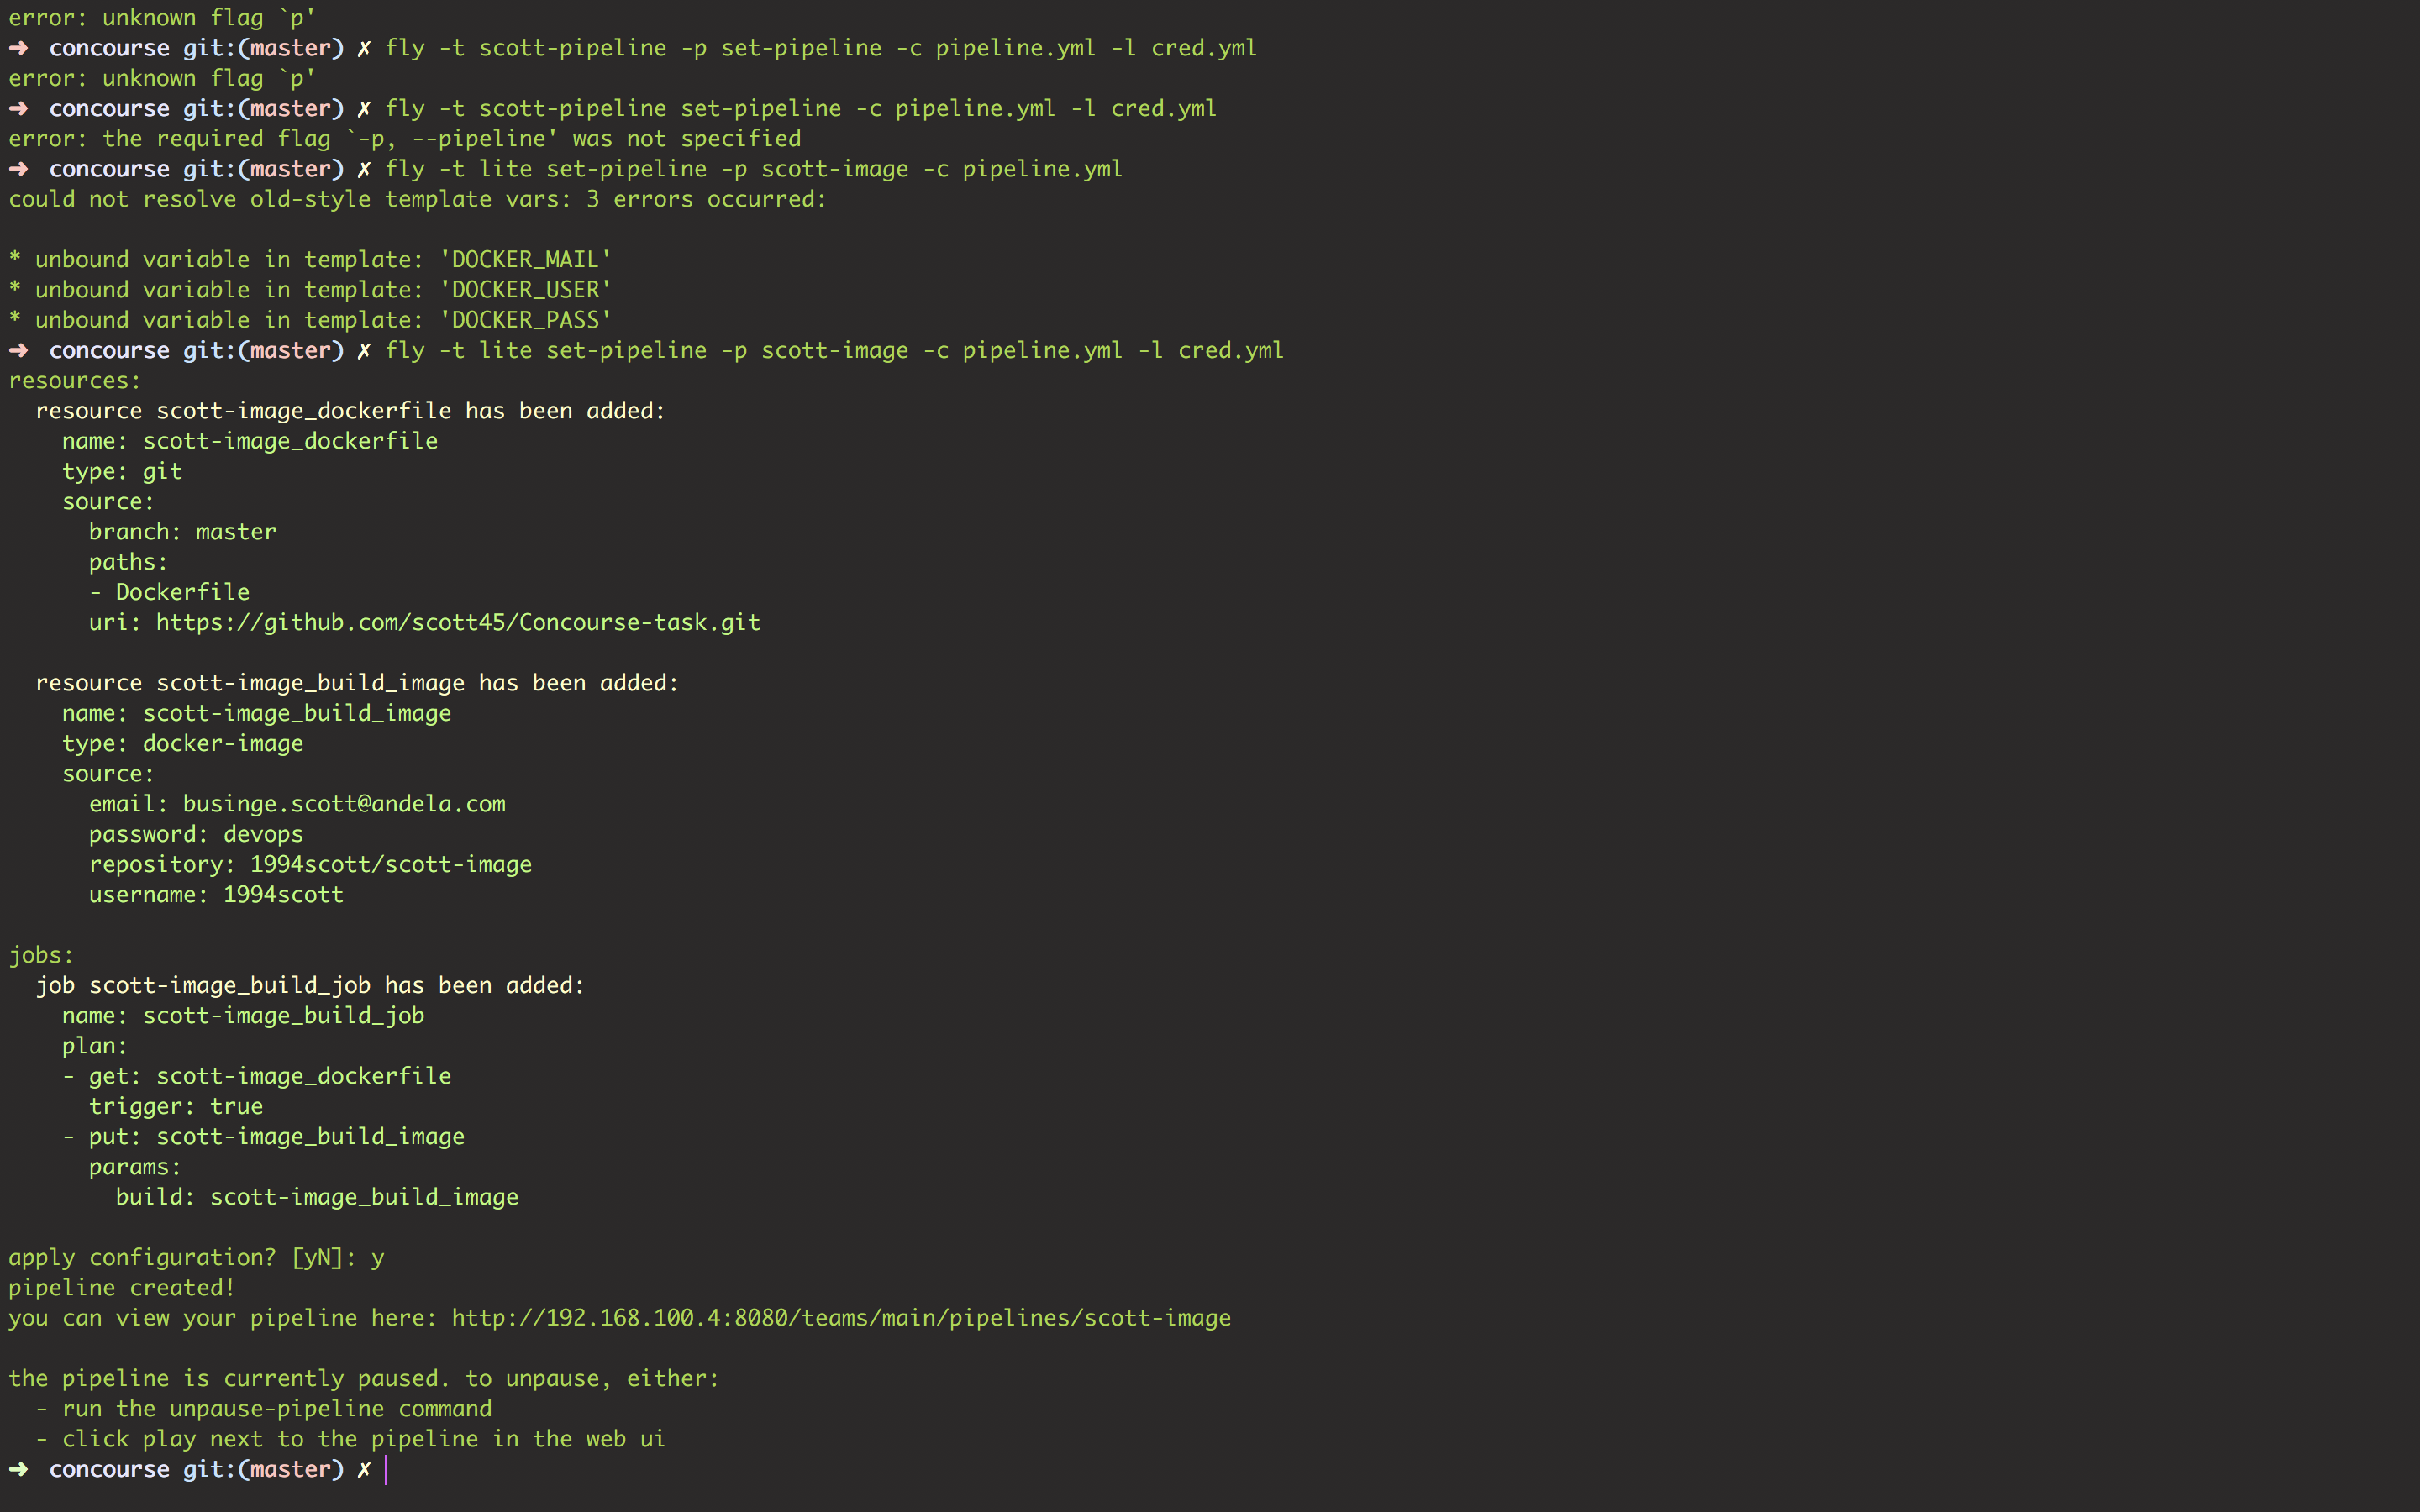 error: unknown flag `p'
➜  concourse git:(master) ✗ fly -t scott-pipeline -p set-pipeline -c pipeline.yml -l cred.yml
error: unknown flag `p'
➜  concourse git:(master) ✗ fly -t scott-pipeline set-pipeline -c pipeline.yml -l cred.yml
error: the required flag `-p, --pipeline' was not specified
➜  concourse git:(master) ✗ fly -t lite set-pipeline -p scott-image -c pipeline.yml
could not resolve old-style template vars: 3 errors occurred:

* unbound variable in template: 'DOCKER_MAIL'
* unbound variable in template: 'DOCKER_USER'
* unbound variable in template: 'DOCKER_PASS'
➜  concourse git:(master) ✗ fly -t lite set-pipeline -p scott-image -c pipeline.yml -l cred.yml
resources:
  resource scott-image_dockerfile has been added:
    name: scott-image_dockerfile
    type: git
    source:
      branch: master
      paths:
      - Dockerfile
      uri: https://github.com/scott45/Concourse-task.git

  resource scott-image_build_image has been added:
    name: scott-image_build_image
    type: docker-image
    source:
      email: businge.scott@andela.com
      password: devops
      repository: 1994scott/scott-image
      username: 1994scott

jobs:
  job scott-image_build_job has been added:
    name: scott-image_build_job
    plan:
    - get: scott-image_dockerfile
      trigger: true
    - put: scott-image_build_image
      params:
        build: scott-image_build_image

apply configuration? [yN]: y
pipeline created!
you can view your pipeline here: http://192.168.100.4:8080/teams/main/pipelines/scott-image

the pipeline is currently paused. to unpause, either:
  - run the unpause-pipeline command
  - click play next to the pipeline in the web ui
➜  concourse git:(master) ✗